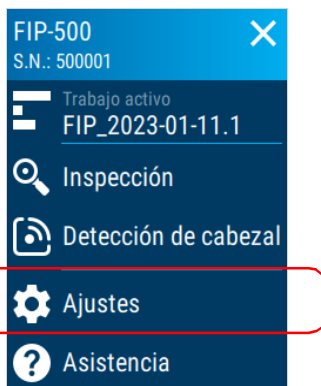 FIP-500
S.N.: 500001
Trabajo activo
FIP_2023-01-11.1
Inspección
Detección de cabezal
Ajustes
Asistencia